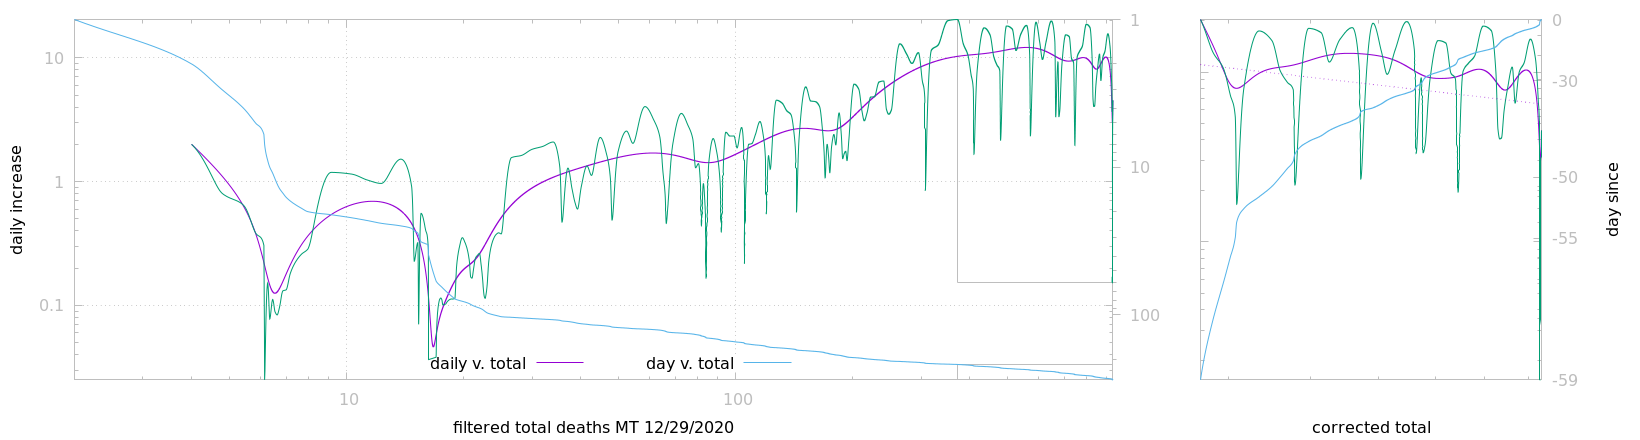 10
1
0.1
daily increase
daily v. total
day v. total
10
100
filtered total deaths MT 12/29/2020
1
10
100
0
-30
-50
-55
-59
day since
corrected total